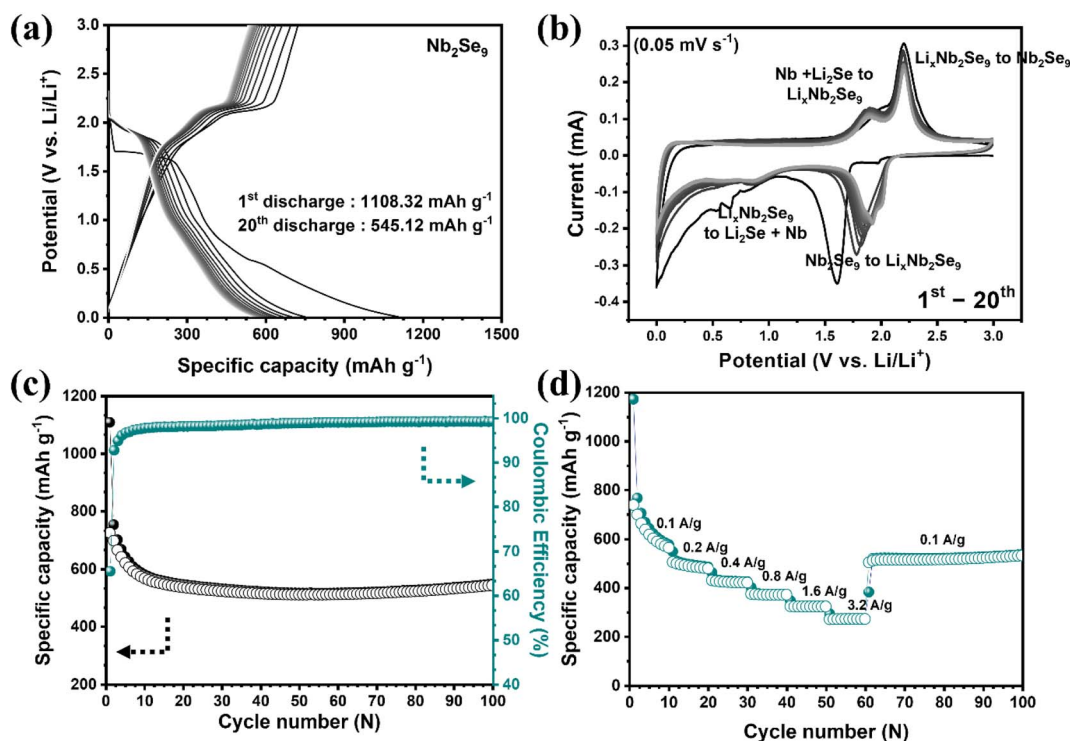 (a)
Nb2Se9
Potential (V vs. Li/Li+)
3.0
2.5
2.0
1.5
1.0
0.5
0.0
1st discharge : 1108.32 mAh g-1
20th discharge : 545.12 mAh g-1
0 300 600 900 1200 1500
Specific capacity (mAh g-1)
(b)
(0.05 mV s-1)
LixNb2Se9 to Nb2Se9
Nb +Li2Se to
LixNb2Se9
Current (mA)
0.3
0.2
0.1
0.0
-0.1
-0.2
-0.3
-0.4
LixNb2Se9
to Li2Se + Nb
Nb2Se9 to LixNb2Se9
1st – 20th
0.0 0.5 1.0 1.5 2.0 2.5 3.0
Potential (V vs. Li/Li+)
(c)
Specific capacity (mAh g-1)
1200
1100
1000
900
800
700
600
500
400
300
200
Coulombic Efficiency (%)
100
90
80
70
60
50
40
0 10 20 30 40 50 60 70 80 90 100
Cycle number (N)
(d)
Specific capacity (mAh g-1)
1200
1000
800
600
400
200
0
0.1 A/g
0.2 A/g
0.4 A/g
0.8 A/g
1.6 A/g
3.2 A/g
0.1 A/g
0 10 20 30 40 50 60 70 80 90 100
Cycle number (N)